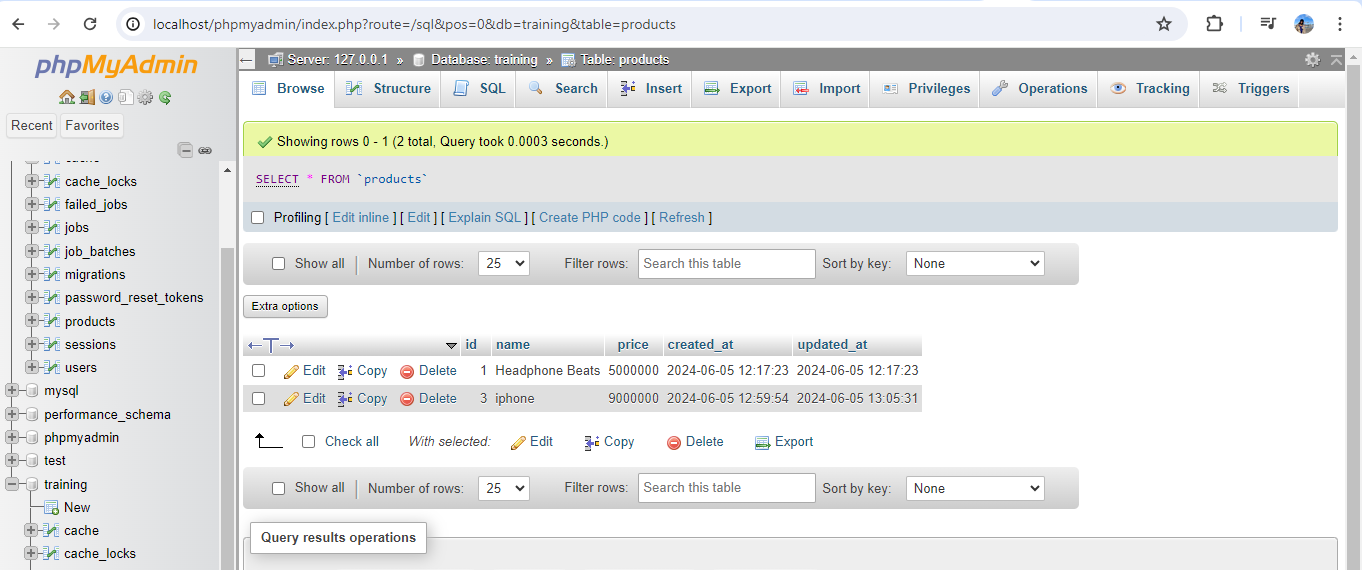 localhost/phpmyadmin/index.php?route=/sql&pos=0&db=training&table=products
phpMyAdmin
Recent Favorites
cache
cache_locks
failed_jobs
jobs
job_batches
migrations
password_reset_tokens
products
sessions
users
mysql
performance_schema
phpmyadmin
test
training
New
cache
cache_locks
Server: 127.0.0.1 » Database: training » Table: products
Browse Structure SQL Search Insert Export Import Privileges Operations Tracking Triggers
Showing rows 0 - 1 (2 total, Query took 0.0003 seconds.)
SELECT * FROM `products`
Profiling [ Edit inline ] [ Edit ] [ Explain SQL ] [ Create PHP code ] [ Refresh ]
Show all Number of rows: 25 Filter rows: Search this table Sort by key: None
Extra options
←T→ id name price created_at updated_at
Edit Copy Delete 1 Headphone Beats 5000000 2024-06-05 12:17:23 2024-06-05 12:17:23
Edit Copy Delete 3 iphone 9000000 2024-06-05 12:59:54 2024-06-05 13:05:31
Check all With selected: Edit Copy Delete Export
Show all Number of rows: 25 Filter rows: Search this table Sort by key: None
Query results operations